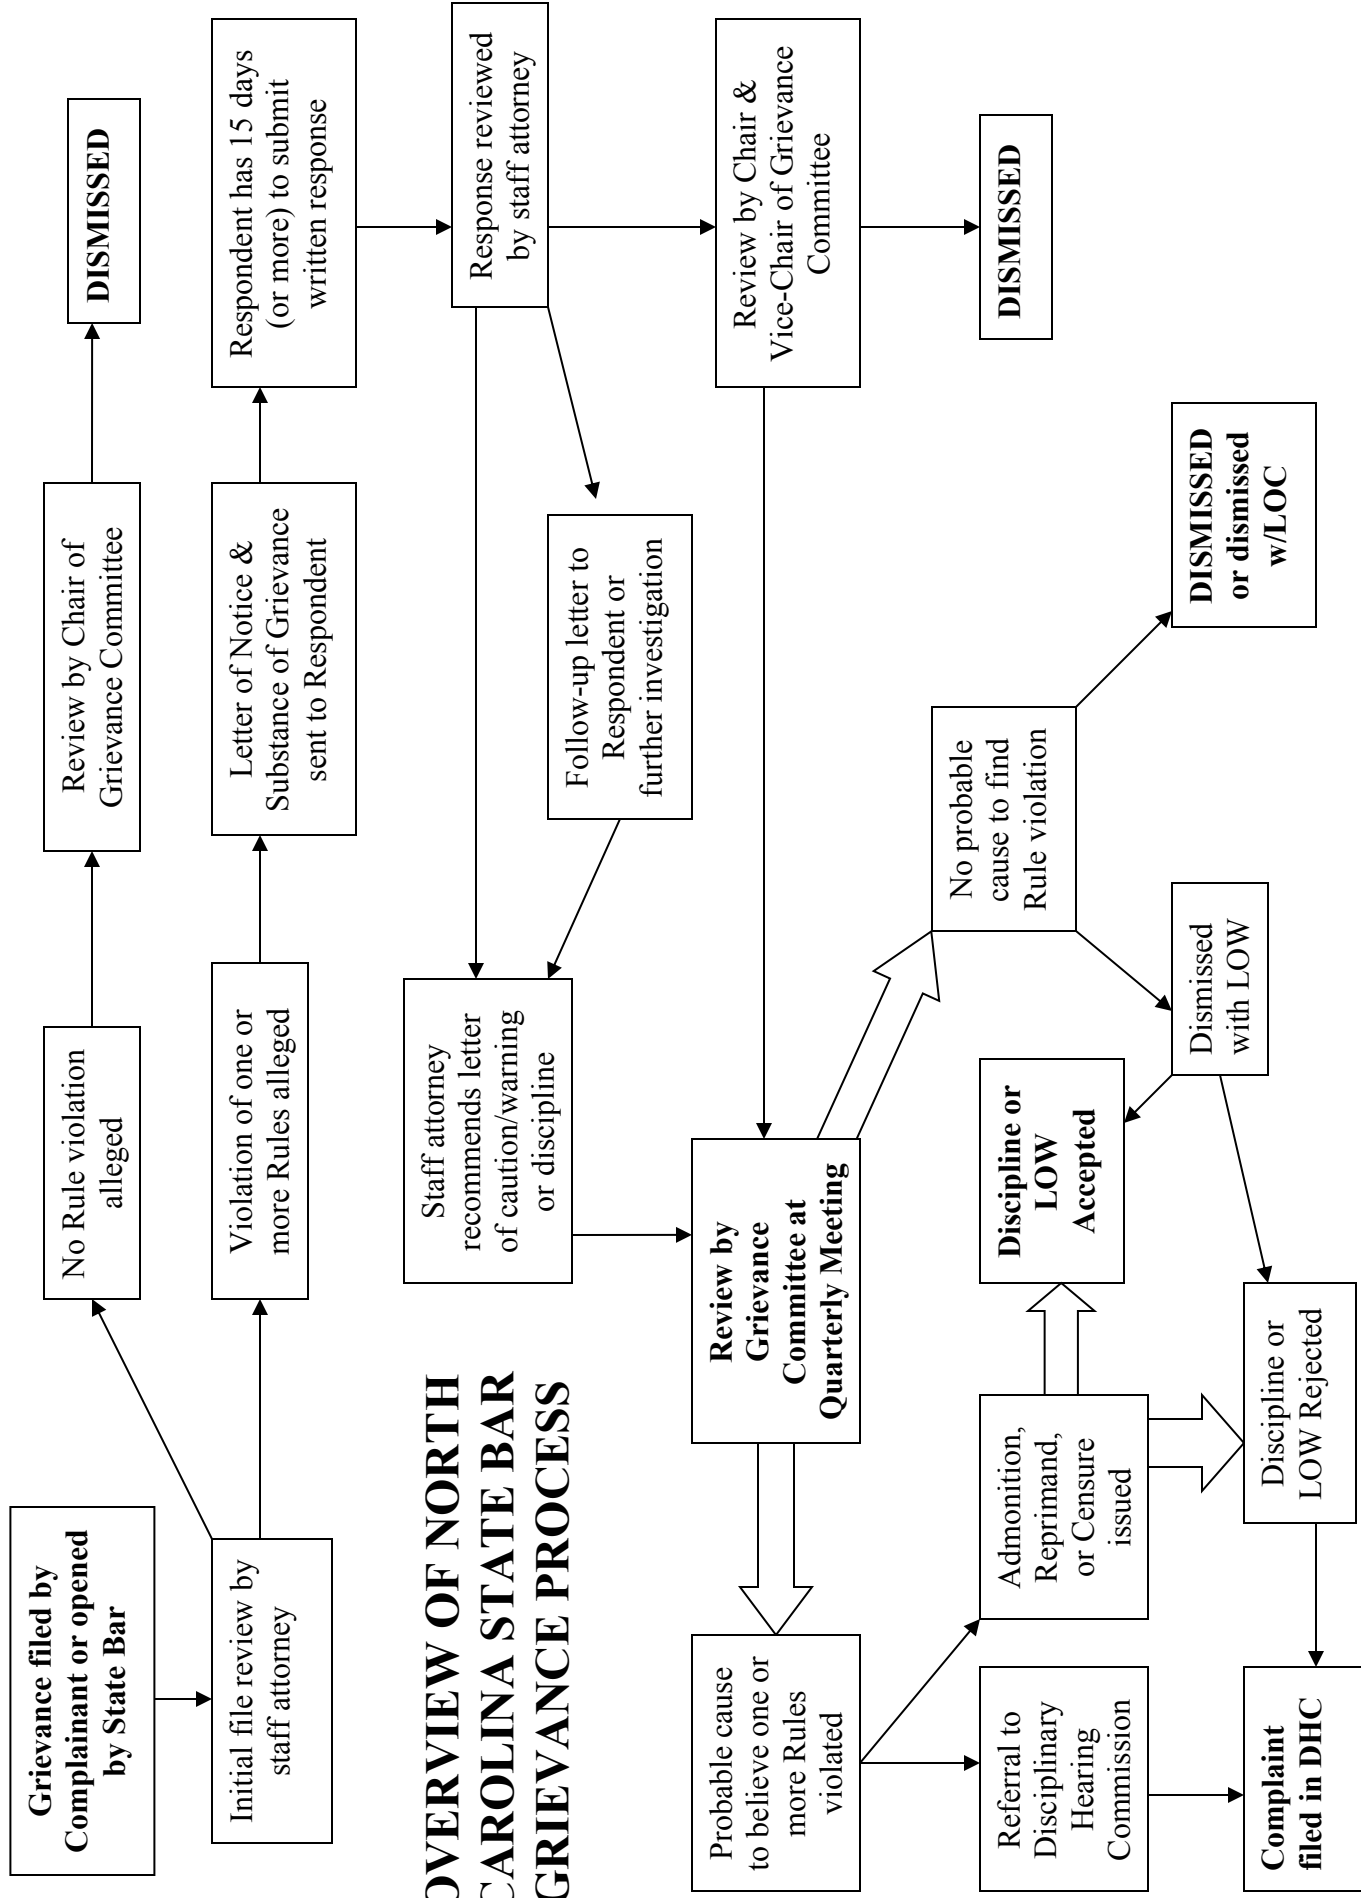 Grievance filed by
Complainant or opened
by State Bar
Initial file review by
staff attorney
No Rule violation
alleged
Review by Chair of
Grievance Committee
DISMISSED
Violation of one or
more Rules alleged
Letter of Notice &
Substance of Grievance
sent to Respondent
Respondent has 15 days
(or more) to submit
written response
OVERVIEW OF NORTH
CAROLINA STATE BAR
GRIEVANCE PROCESS
Staff attorney
recommends letter
of caution/warning
or discipline
Response reviewed
by staff attorney
Follow-up letter to
Respondent or
further investigation
Probable cause
to believe one or
more Rules
violated
Review by
Grievance
Committee at
Quarterly Meeting
Review by Chair &
Vice-Chair of Grievance
Committee
No probable
cause to find
Rule violation
DISMISSED
Referral to
Disciplinary
Hearing
Commission
Admonition,
Reprimand,
or Censure
issued
Discipline or
LOW
Accepted
Dismissed
with LOW
DISMISSED
or dismissed
w/LOC
Complaint
filed in DHC
Discipline or
LOW Rejected